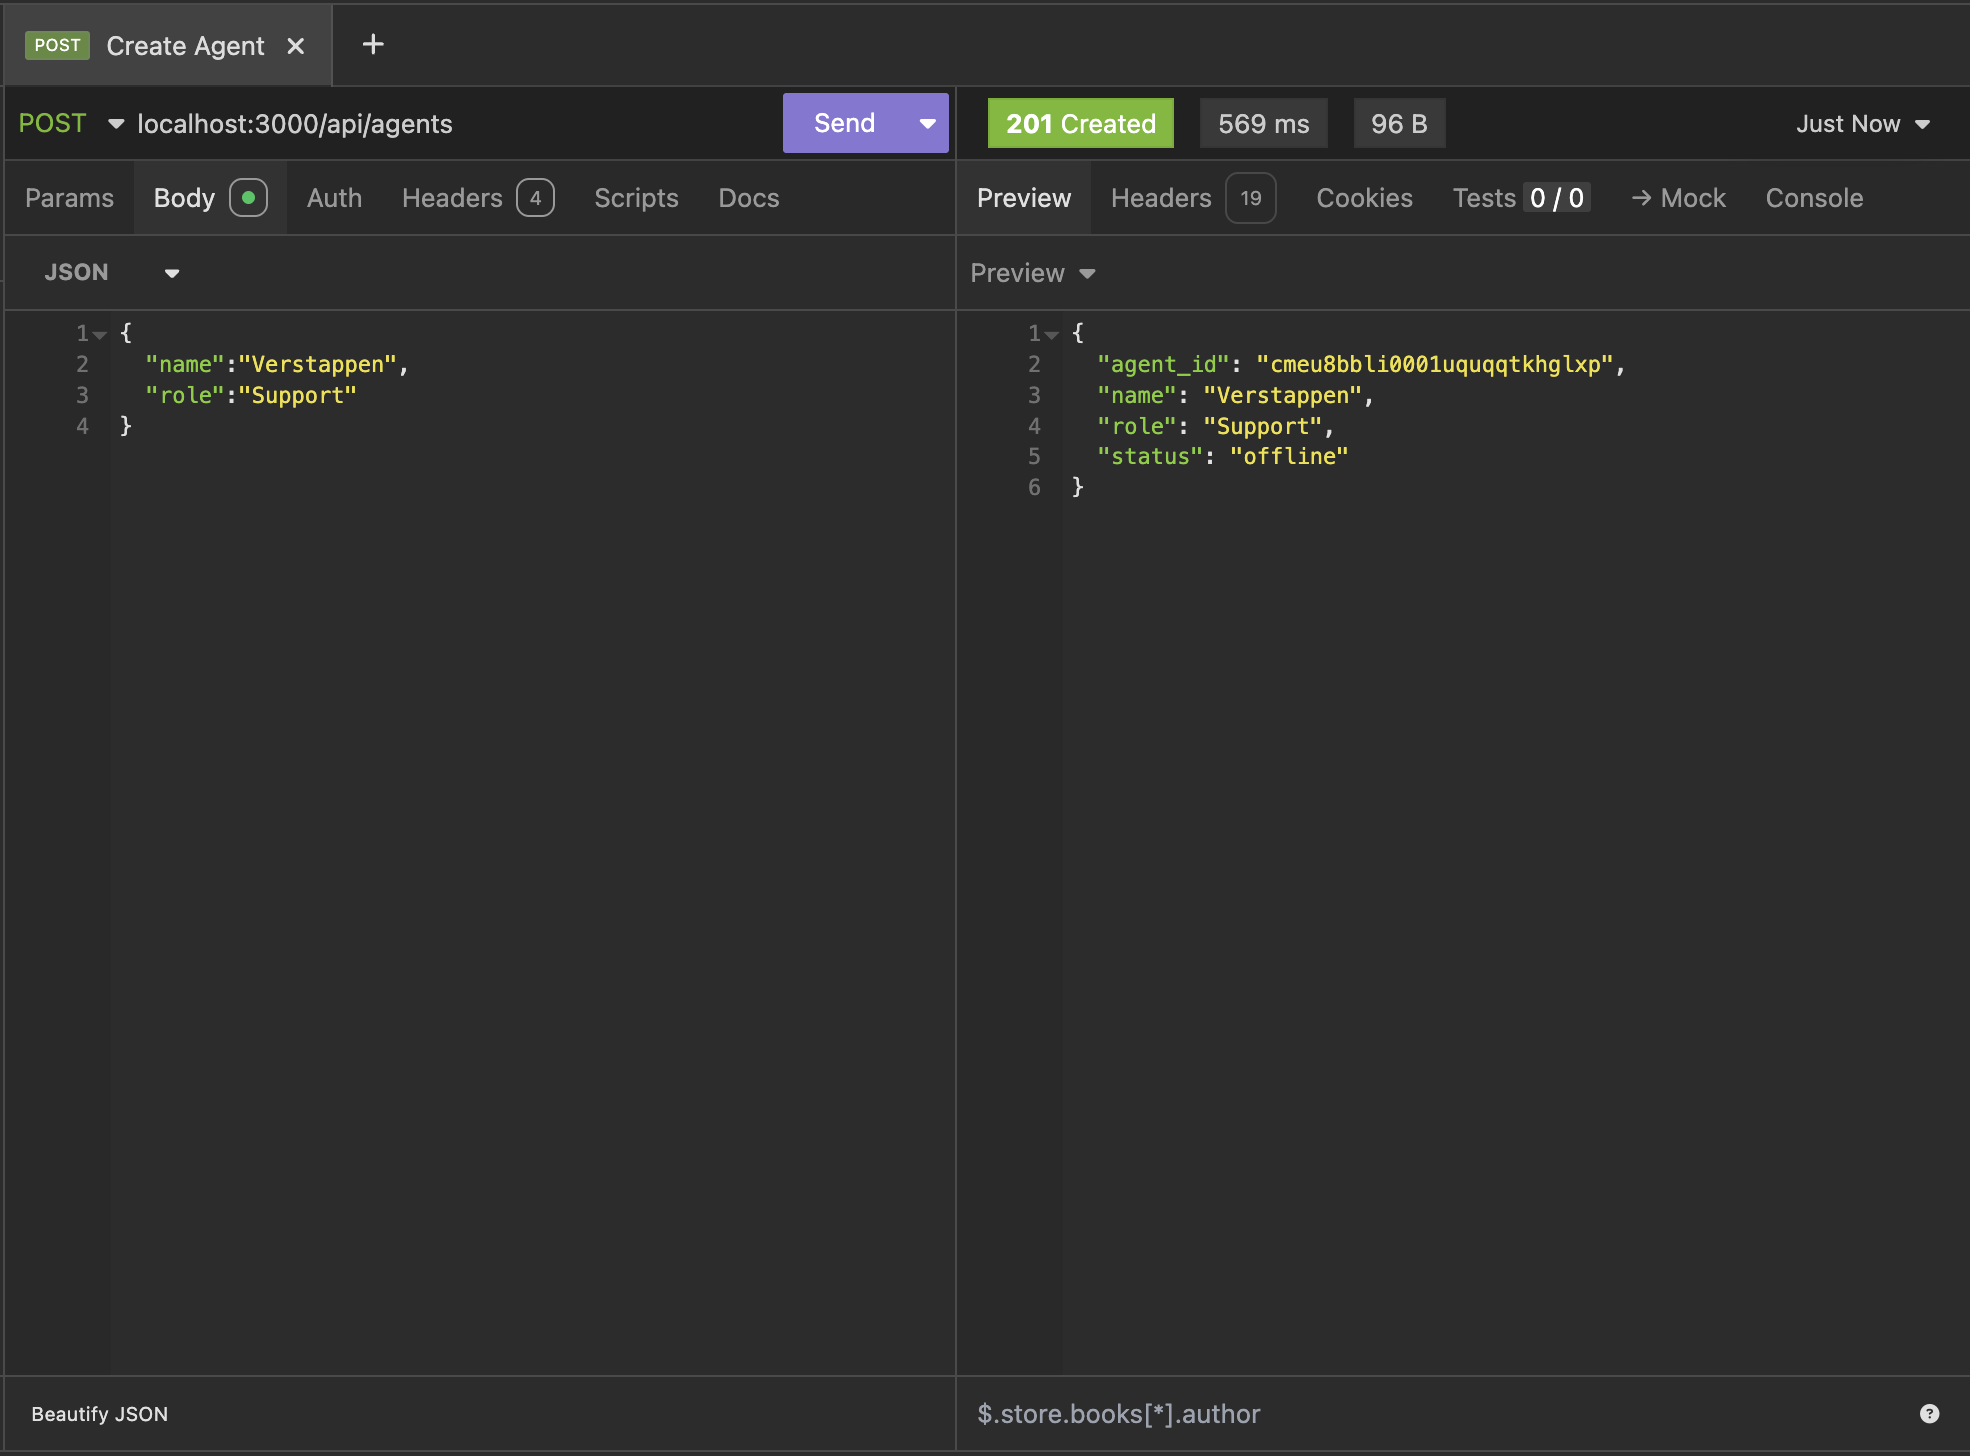 POST Create Agent × +
POST localhost:3000/api/agents Send
201 Created 569 ms 96 B Just Now
Params Body Auth Headers 4 Scripts Docs
Preview Headers 19 Cookies Tests 0 / 0 → Mock Console
JSON
Preview
1 {
2 "name":"Verstappen",
3 "role":"Support"
4 }
1 {
2 "agent_id": "cmeu8bbli0001uquqqtkhglxp",
3 "name": "Verstappen",
4 "role": "Support",
5 "status": "offline"
6 }
Beautify JSON
$.store.books[*].author
?